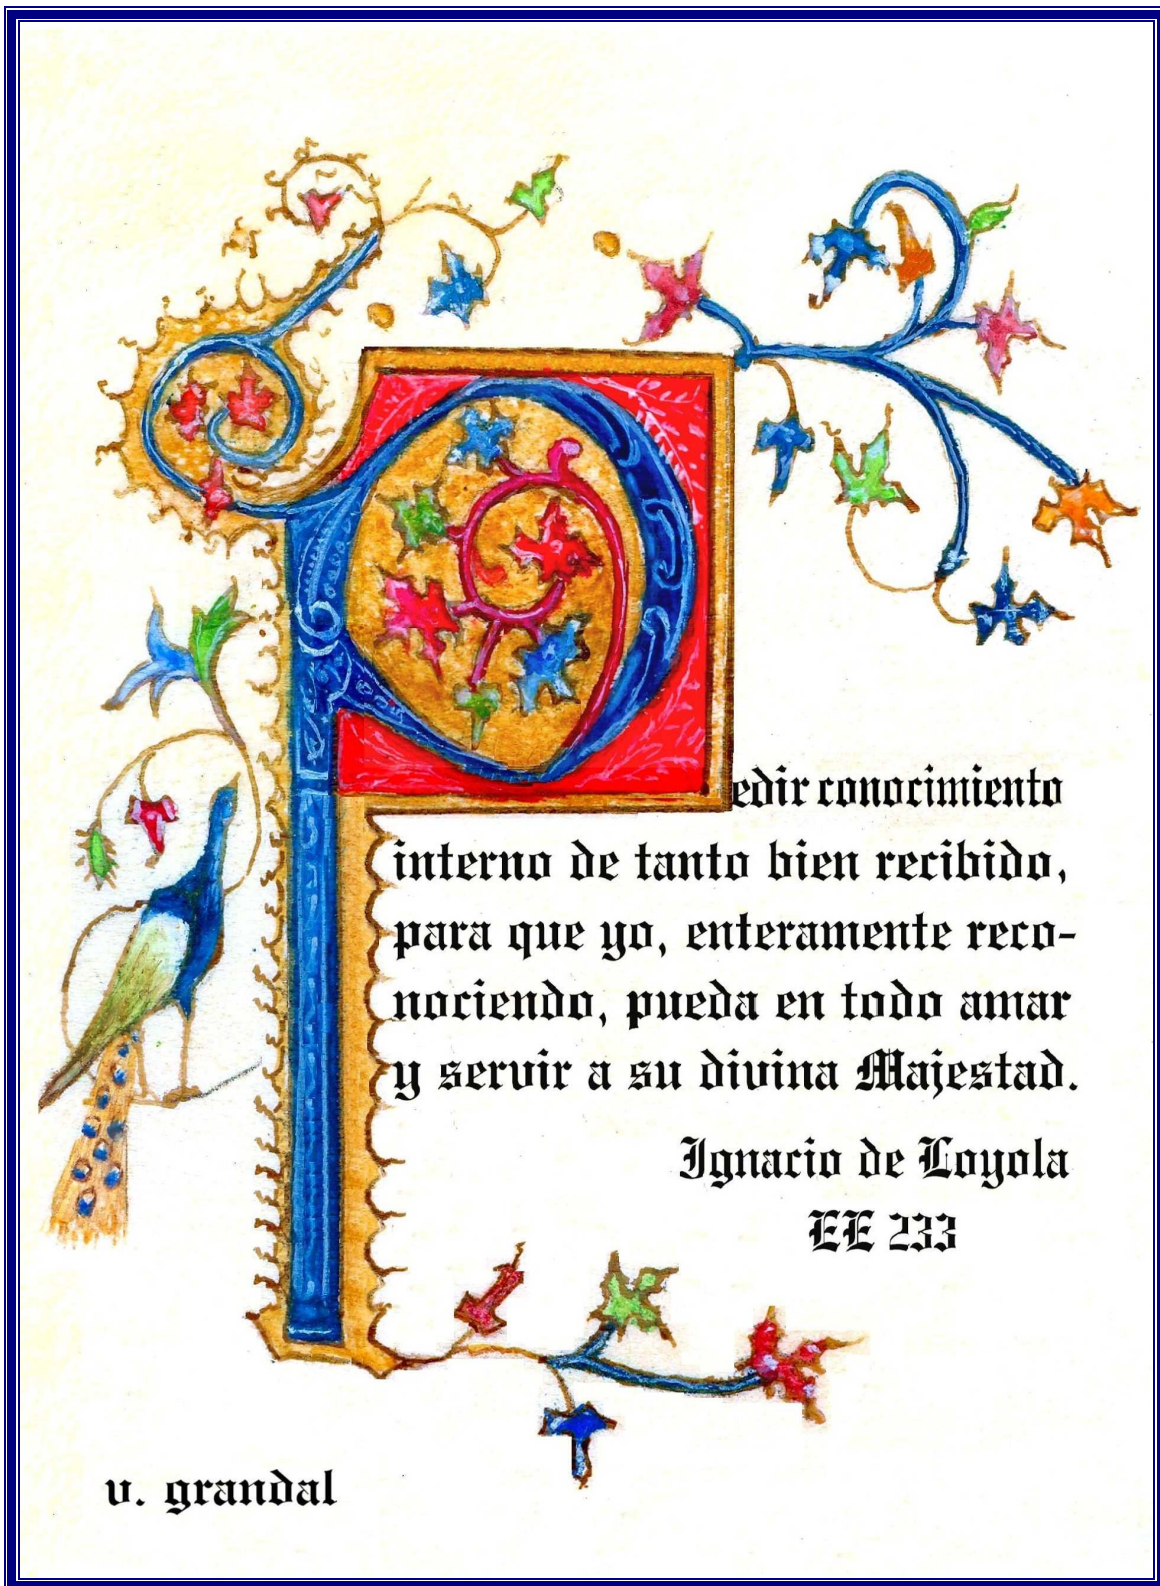 Pedir conocimiento
interno de tanto bien recibido,
para que yo, enteramente reco-
nociendo, pueda en todo amar
y servir a su divina Majestad.
Ignacio de Loyola
EE 233
v. grandal